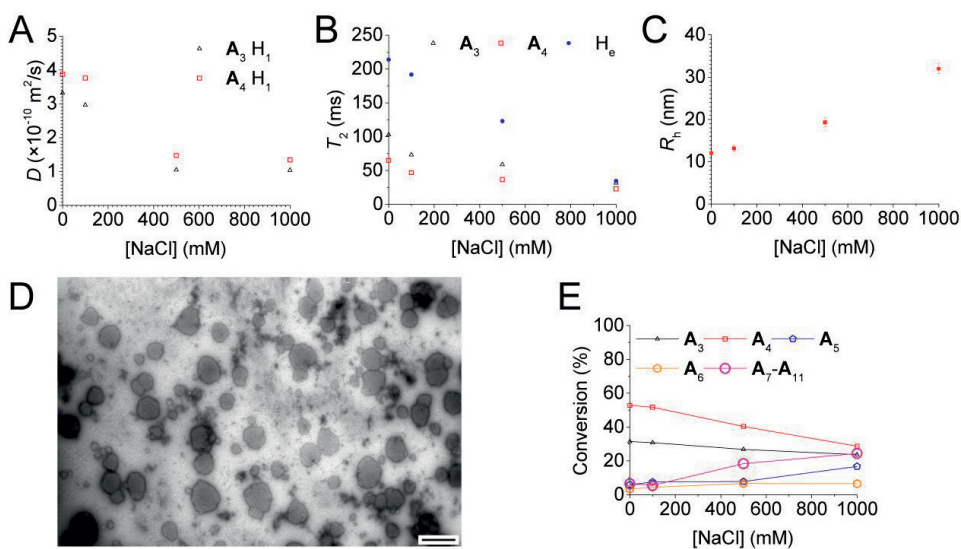 A
B
C
A3 H1
A4 H1
A3 A4 He
5
4
3
2
1
0
D (×10-10 m2/s)
0 200 400 600 800 1000
[NaCl] (mM)
250
200
150
100
50
0
T2 (ms)
0 200 400 600 800 1000
[NaCl] (mM)
40
30
20
10
0
Rh (nm)
0 200 400 600 800 1000
[NaCl] (mM)
D
E
100
80
60
40
20
0
Conversion (%)
A3 A4 A5
A6 A7-A11
0 200 400 600 800 1000
[NaCl] (mM)